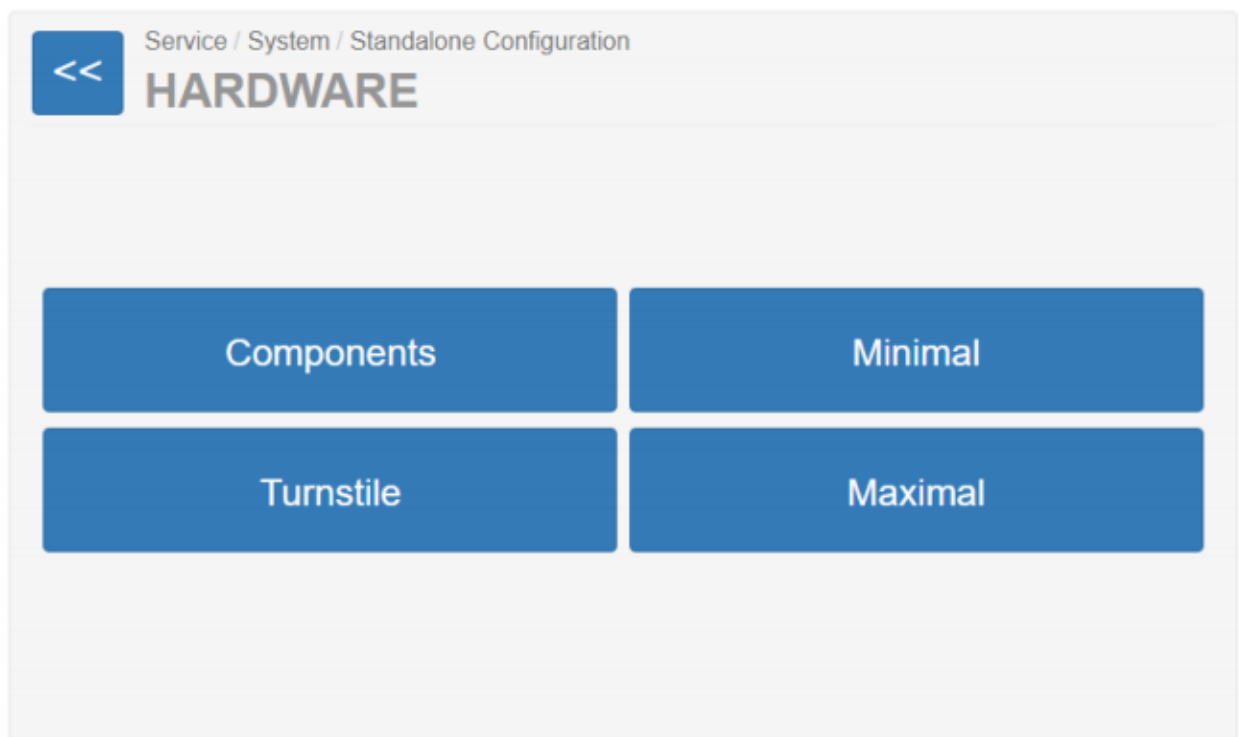 <<
Service / System / Standalone Configuration
HARDWARE
Components
Minimal
Turnstile
Maximal